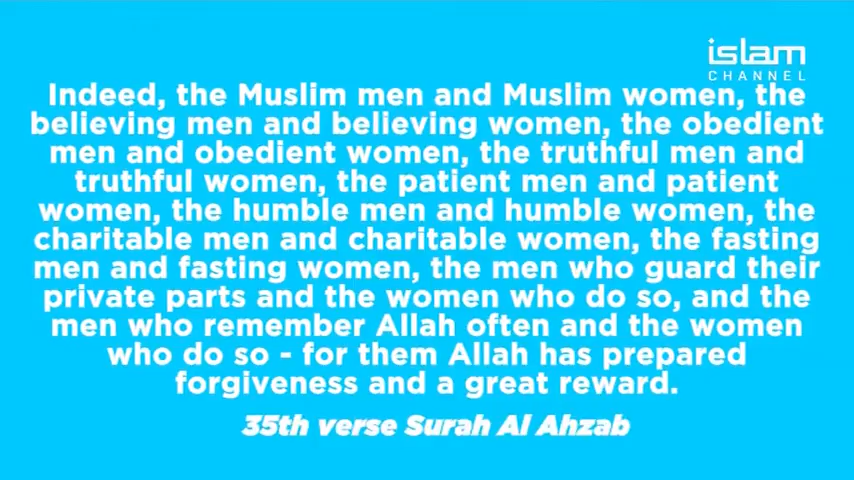 islam
CHANNEL
Indeed, the Muslim men and Muslim women, the
believing men and believing women, the obedient
men and obedient women, the truthful men and
truthful women, the patient men and patient
women, the humble men and humble women, the
charitable men and charitable women, the fasting
men and fasting women, the men who guard their
private parts and the women who do so, and the
men who remember Allah often and the women
who do so - for them Allah has prepared
forgiveness and a great reward.
35th verse Surah Al Ahzab